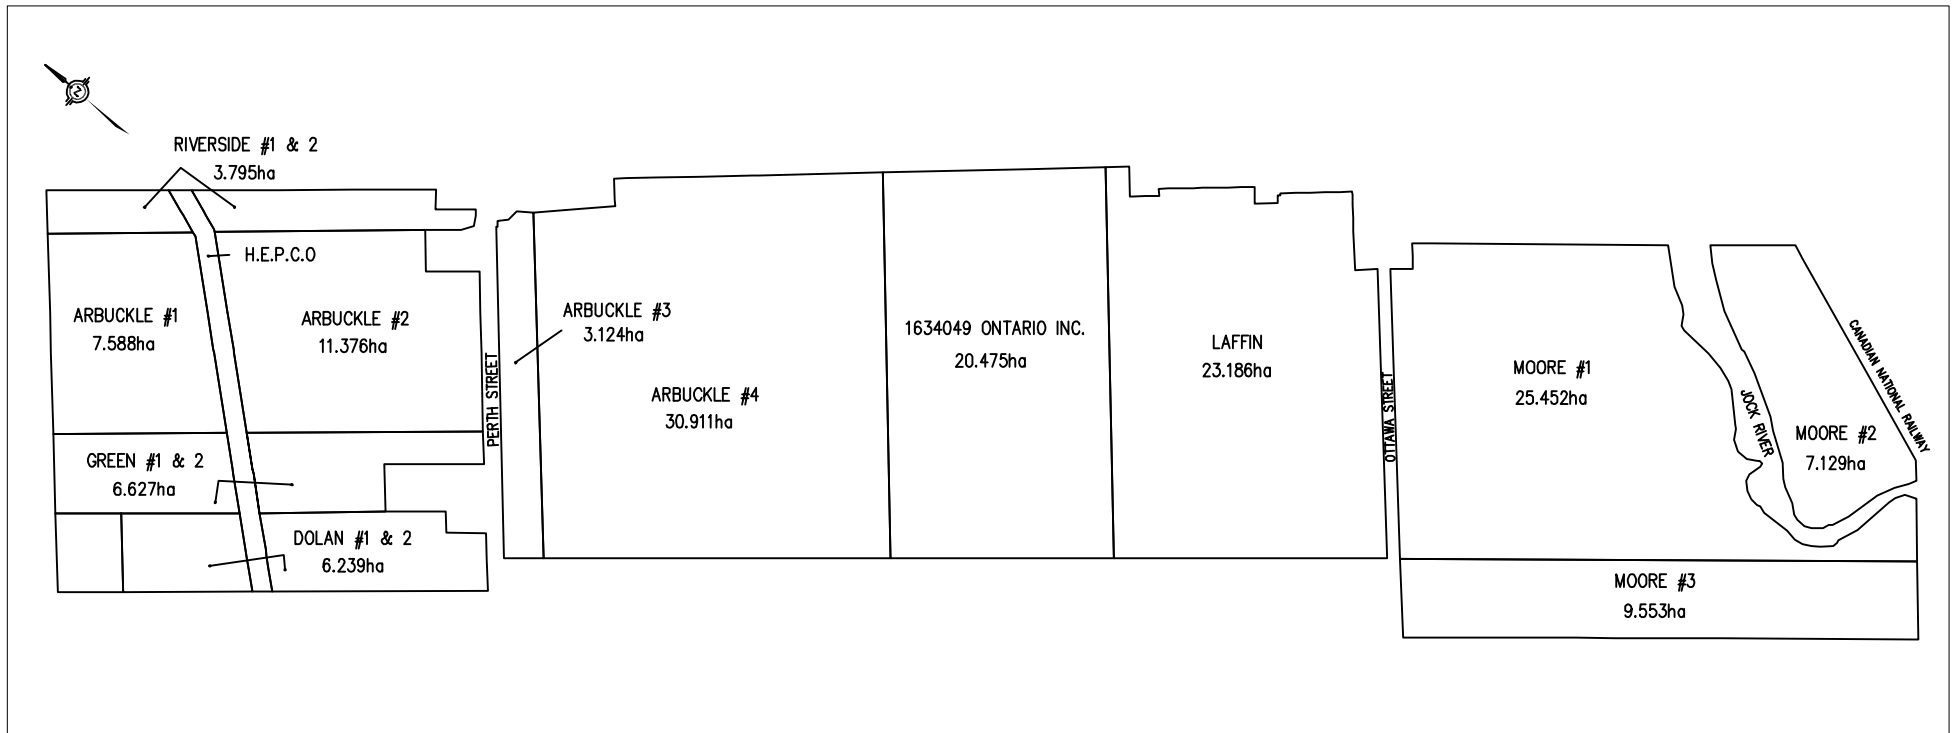 N
RIVERSIDE #1 & 2
3.795ha
H.E.P.C.O
ARBUCKLE #1
7.588ha
ARBUCKLE #2
11.376ha
GREEN #1 & 2
6.627ha
DOLAN #1 & 2
6.239ha
PERTH STREET
ARBUCKLE #3
3.124ha
ARBUCKLE #4
30.911ha
1634049 ONTARIO INC.
20.475ha
LAFFIN
23.186ha
OTTAWA STREET
MOORE #1
25.452ha
JOCK RIVER
MOORE #2
7.129ha
CANADIAN NATIONAL RAILWAY
MOORE #3
9.553ha